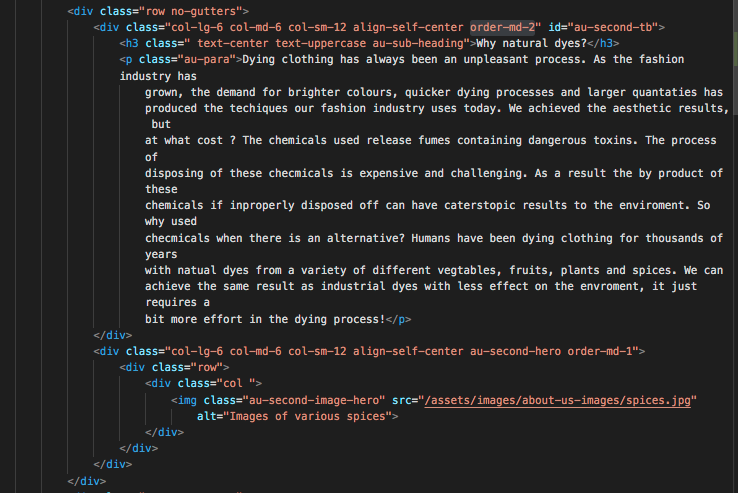 <div class="row no-gutters">
<div class="col-lg-6 col-md-6 col-sm-12 align-self-center order-md-2" id="au-second-tb">
<h3 class=" text-center text-uppercase au-sub-heading">Why natural dyes?</h3>
<p class="au-para">Dying clothing has always been an unpleasant process. As the fashion
industry has
grown, the demand for brighter colours, quicker dying processes and larger quantaties has
produced the techiques our fashion industry uses today. We achieved the aesthetic results,
but
at what cost ? The chemicals used release fumes containing dangerous toxins. The process
of
disposing of these checmicals is expensive and challenging. As a result the by product of
these
chemicals if inproperly disposed off can have caterstopic results to the enviroment. So
why used
checmicals when there is an alternative? Humans have been dying clothing for thousands of
years
with natual dyes from a variety of different vegtables, fruits, plants and spices. We can
achieve the same result as industrial dyes with less effect on the envroment, it just
requires a
bit more effort in the dying process!</p>
</div>
<div class="col-lg-6 col-md-6 col-sm-12 align-self-center au-second-hero order-md-1">
<div class="row">
<div class="col ">
<img class="au-second-image-hero" src="/assets/images/about-us-images/spices.jpg"
alt="Images of various spices">
</div>
</div>
</div>
</div>